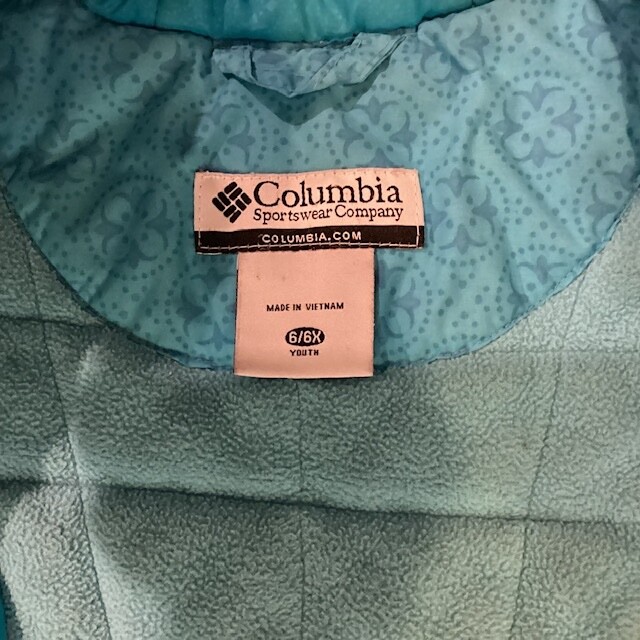 Columbia
Sportswear Company
COLUMBIA.COM
MADE IN VIETNAM
6/6X
YOUTH